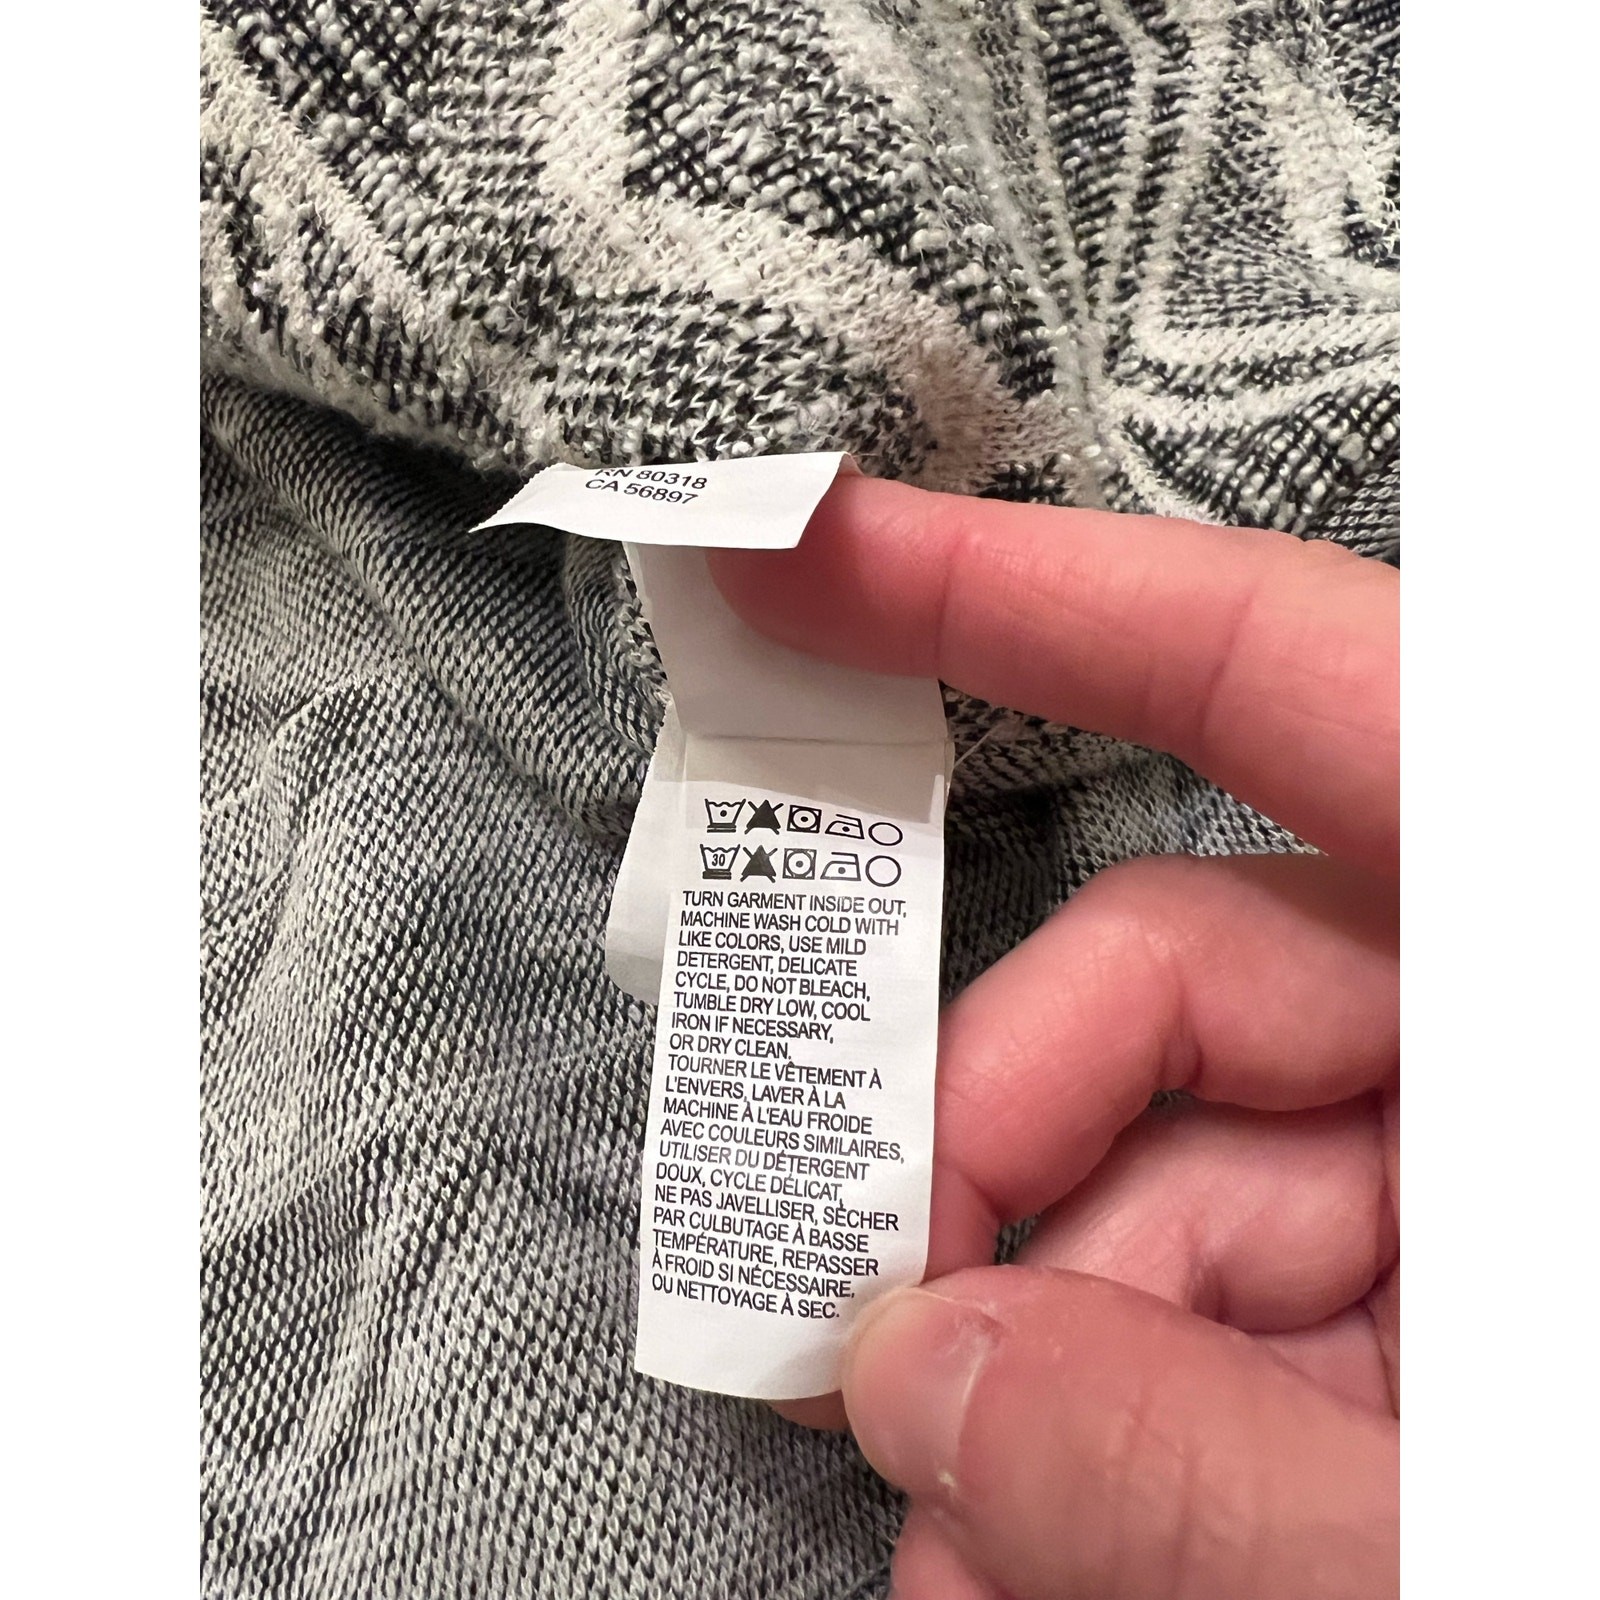 RN 80318
CA 56897
30
TURN GARMENT INSIDE OUT,
MACHINE WASH COLD WITH
LIKE COLORS, USE MILD
DETERGENT, DELICATE
CYCLE, DO NOT BLEACH,
TUMBLE DRY LOW, COOL
IRON IF NECESSARY,
OR DRY CLEAN.
TOURNER LE VÊTEMENT À
L'ENVERS, LAVER À LA
MACHINE À L'EAU FROIDE
AVEC COULEURS SIMILAIRES,
UTILISER DU DÉTERGENT
DOUX, CYCLE DÉLICAT,
NE PAS JAVELLISER, SÉCHER
PAR CULBUTAGE À BASSE
TEMPÉRATURE, REPASSER
À FROID SI NÉCESSAIRE,
OU NETTOYAGE À SEC.